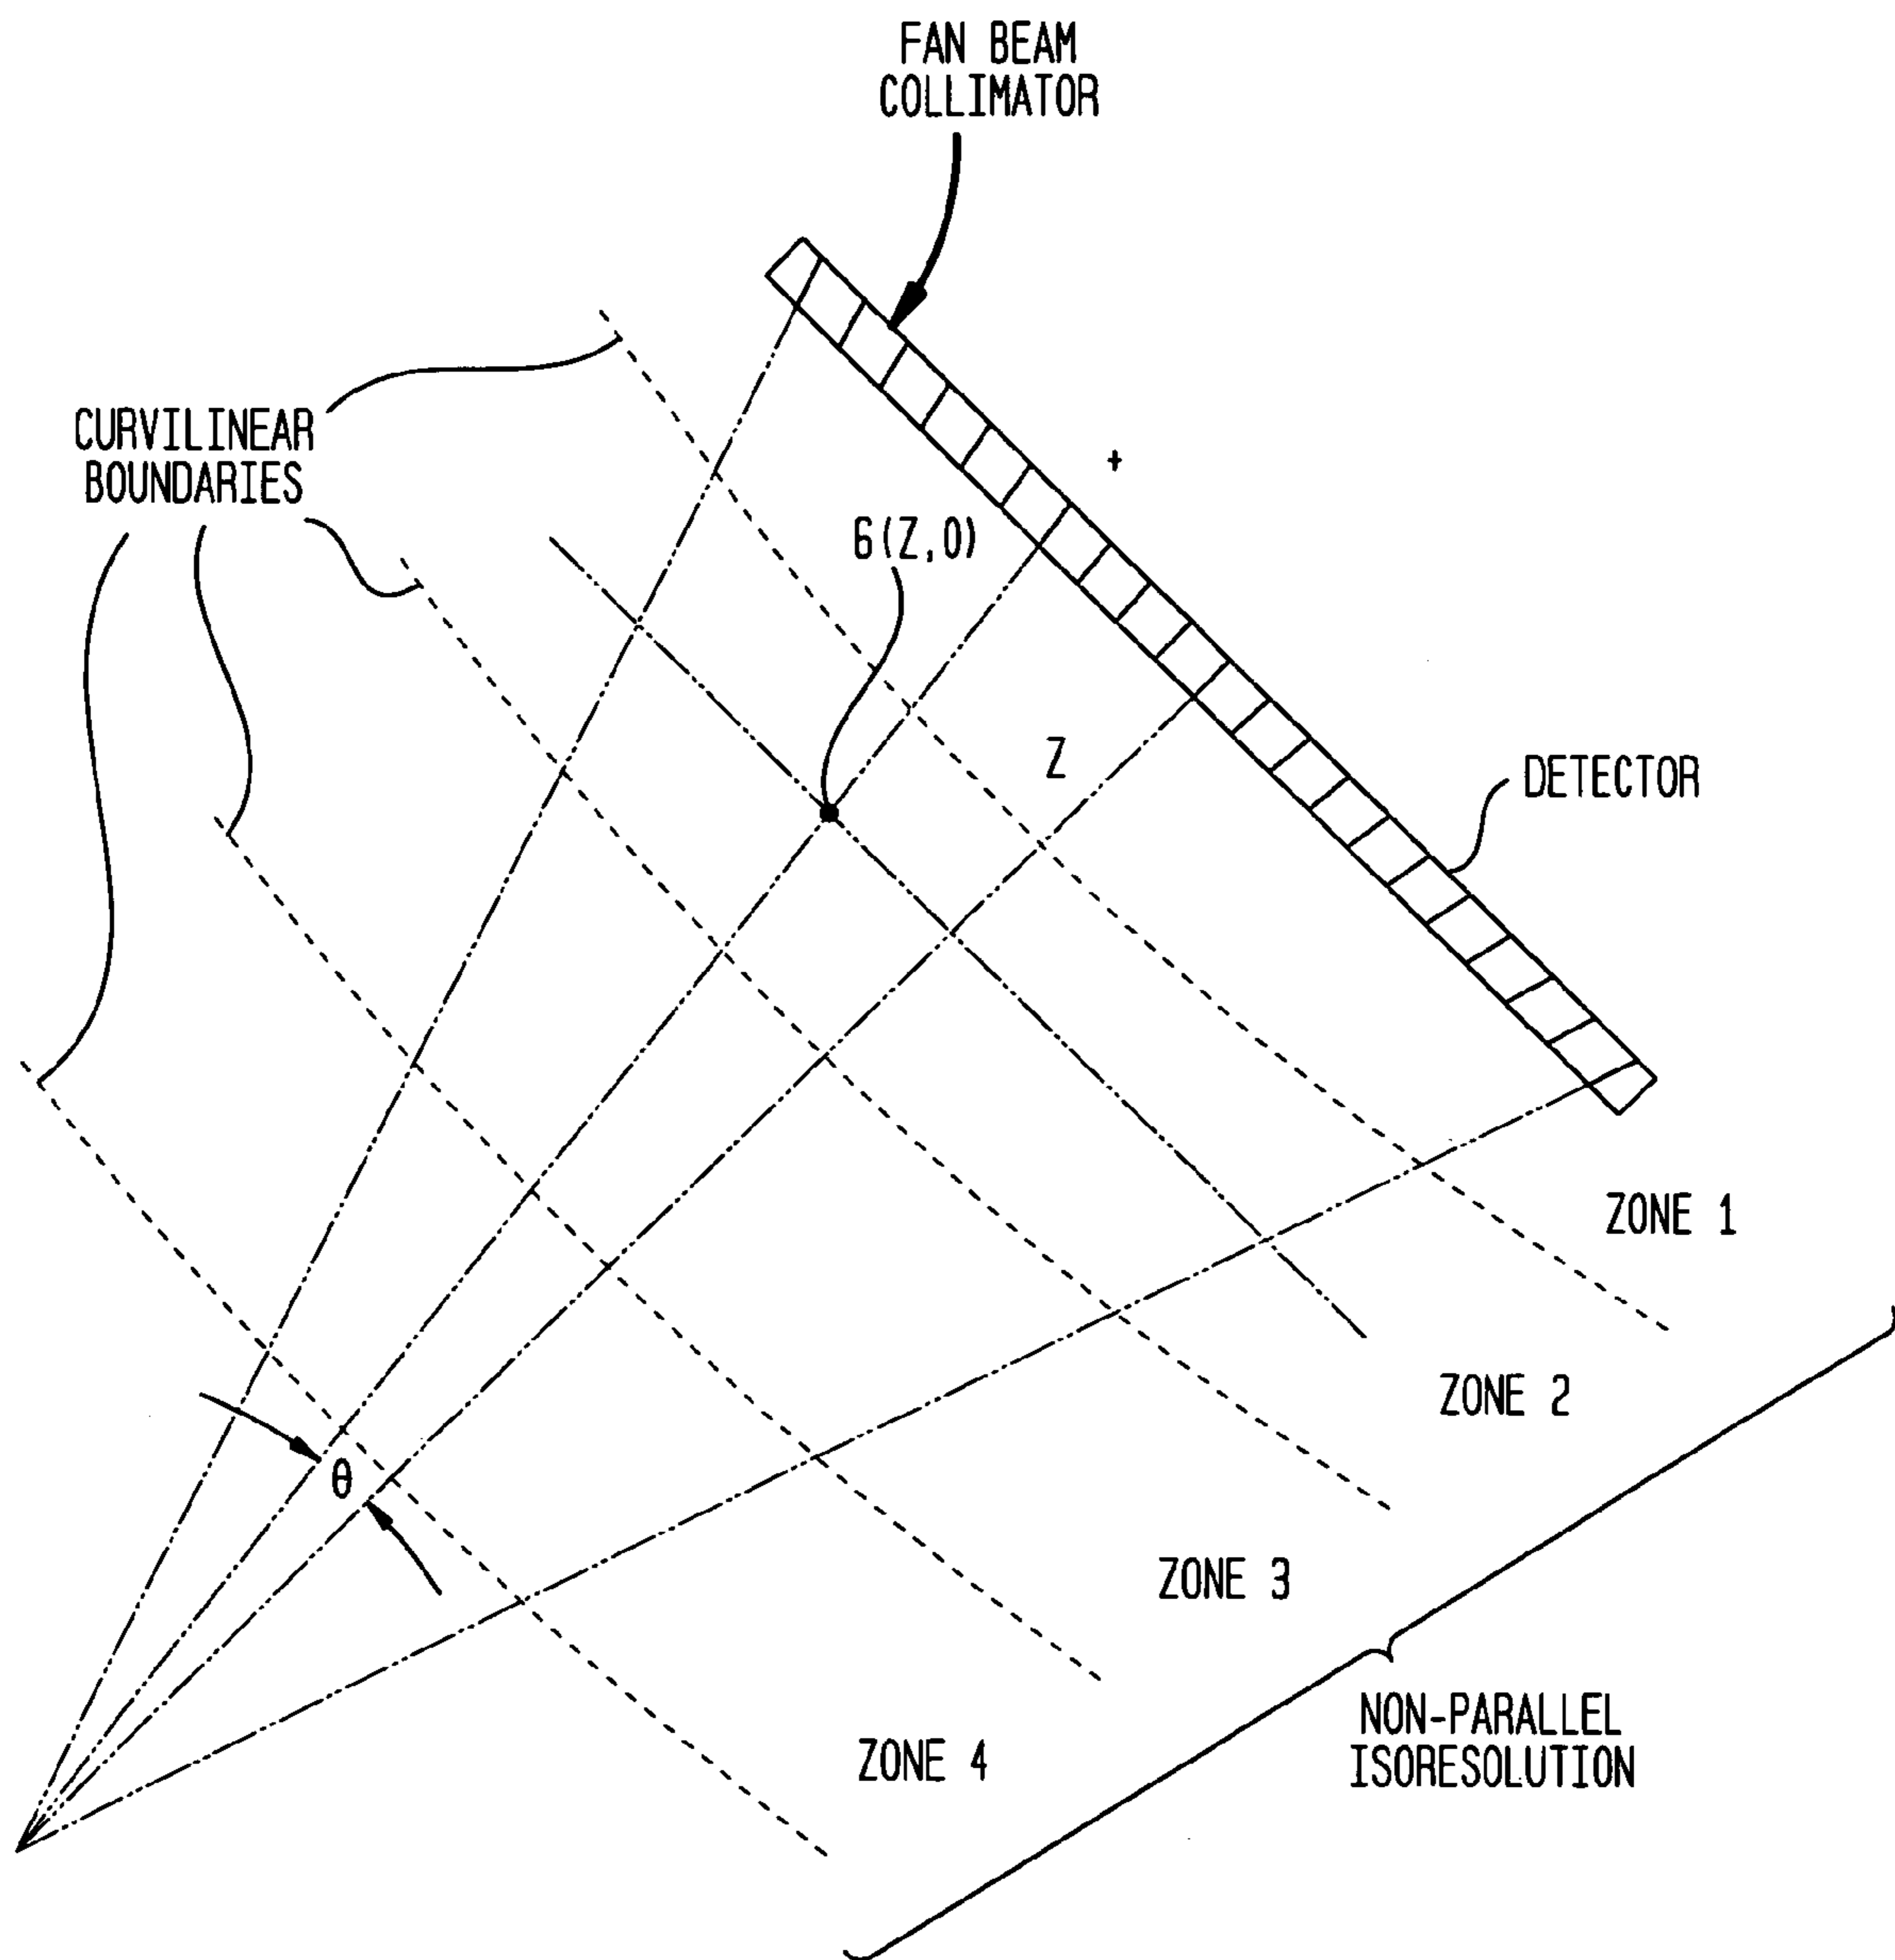 FAN BEAM
COLLIMATOR
CURVILINEAR
BOUNDARIES
+
6(Z,0)
Z
DETECTOR
ZONE 1
ZONE 2
θ
ZONE 3
ZONE 4
NON-PARALLEL
ISORESOLUTION